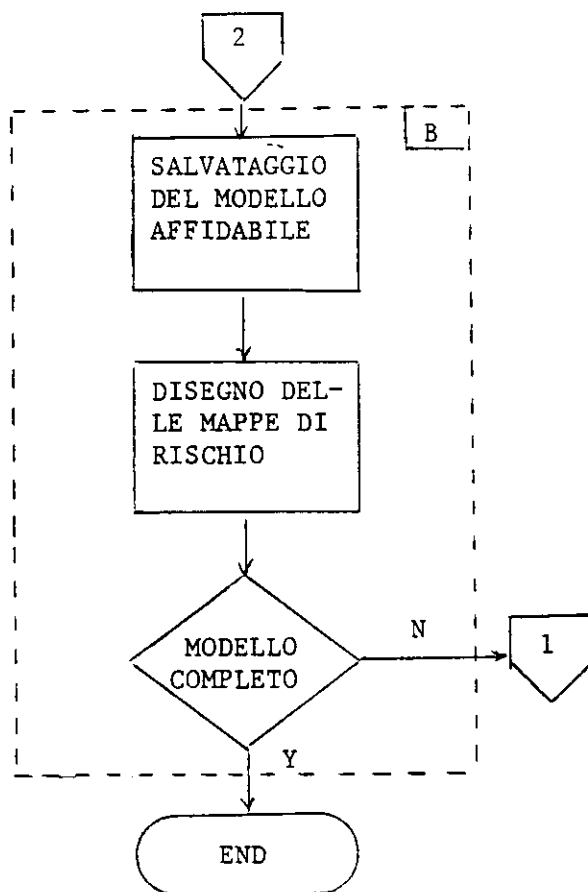 2
B
SALVATAGGIO
DEL MODELLO
AFFIDABILE
DISEGNO DEL-
LE MAPPE DI
RISCHIO
MODELLO
COMPLETO
N
1
Y
END